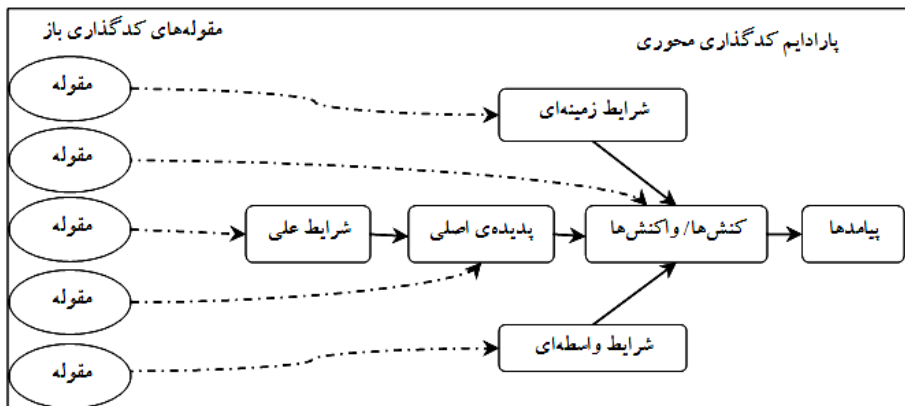 مقوله‌های کدگذاری باز
پارادایم کدگذاری محوری
مقوله
شرایط زمینه‌ای
مقوله
مقوله
شرایط علی
پدیده‌ی اصلی
کنش‌ها/ واکنش‌ها
پیامدها
مقوله
شرایط واسطه‌ای
مقوله